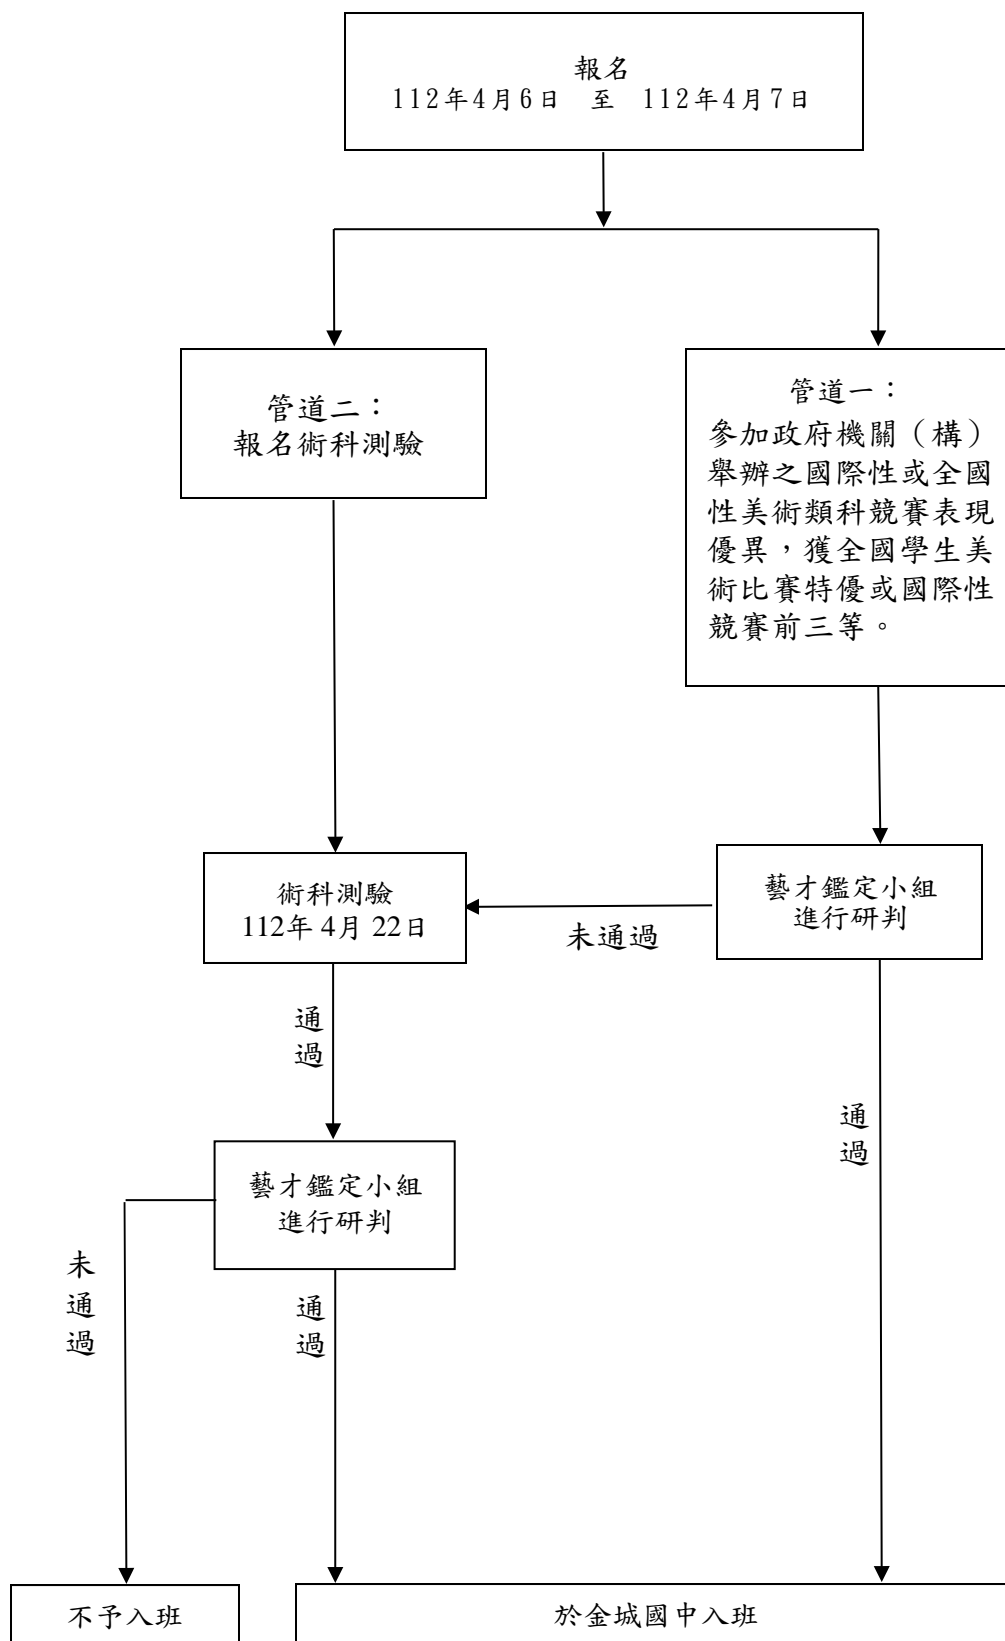 報名
112年4月6日 至 112年4月7日
管道二：
報名術科測驗
管道一：
參加政府機關（構）
舉辦之國際性或全國
性美術類科競賽表現
優異，獲全國學生美
術比賽特優或國際性
競賽前三等。
術科測驗
112年 4月 22日
未通過
藝才鑑定小組
進行研判
通過
通過
藝才鑑定小組
進行研判
未通過
通過
不予入班
於金城國中入班